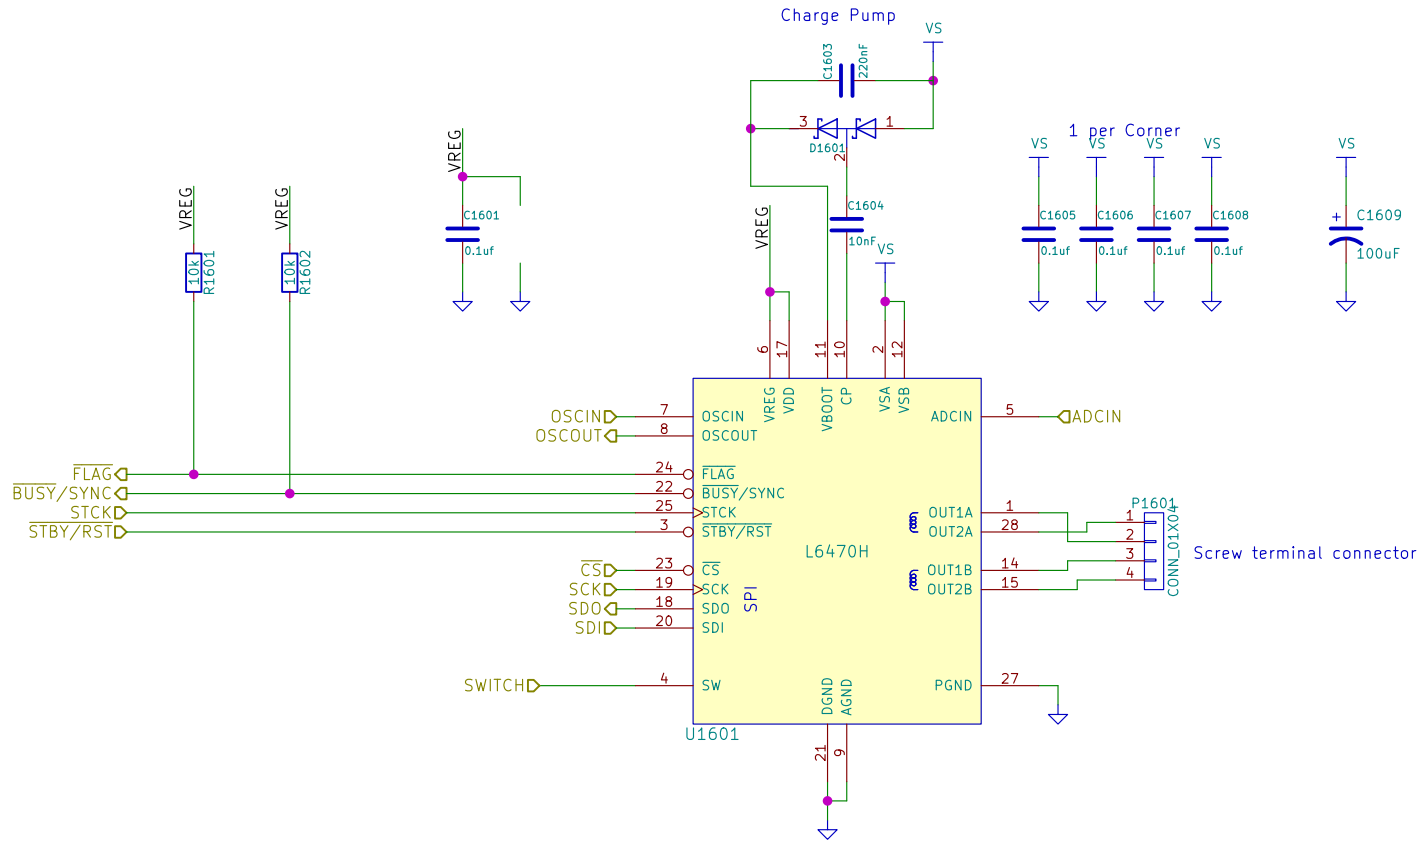 Charge Pump
VS
C1603
220nF
3
1
D1601
2
1 per Corner
VS
VS
VS
VS
VS
VREG
VREG
VREG
VREG
C1601
0.1uf
C1604
10nF
VS
C1605
0.1uf
C1606
0.1uf
C1607
0.1uf
C1608
0.1uf
C1609
+
100uF
10k
R1601
10k
R1602
6
17
11
10
2
12
VREG
VDD
VBOOT
CP
VSA
VSB
OSCIN
7
OSCIN
OSCOUT
8
OSCOUT
FLAG
24
FLAG
BUSY/SYNC
22
BUSY/SYNC
STCK
25
STCK
STBY/RST
3
STBY/RST
CS
23
CS
SCK
19
SCK
SDO
18
SDO
SDI
20
SDI
SPI
SWITCH
4
SW
L6470H
ADCIN
5
ADCIN
OUT1A
1
OUT2A
28
OUT1B
14
OUT2B
15
P1601
1
2
3
4
CONN_01X04
Screw terminal connector
PGND
27
DGND
AGND
21
9
U1601